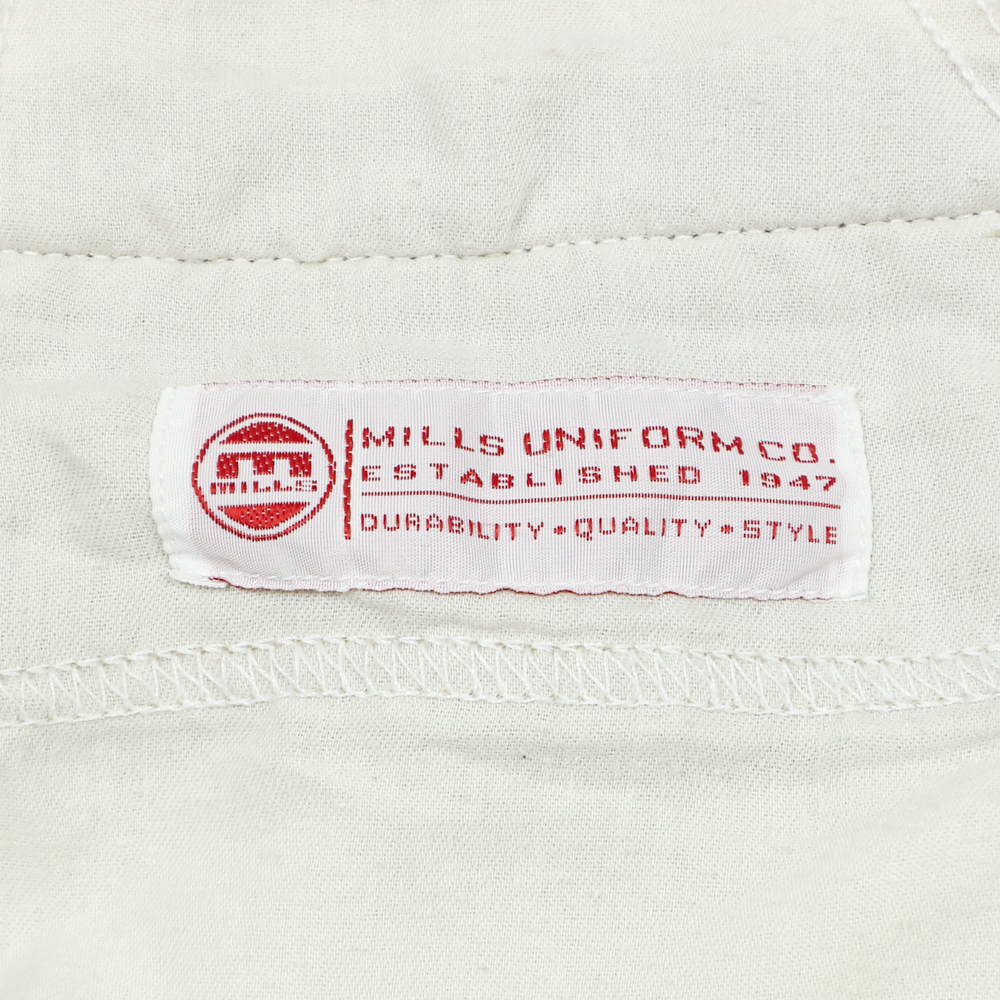 MILLS
MILLS UNIFORM CO.
ESTABLISHED 1947
DURABILITY • QUALITY • STYLE